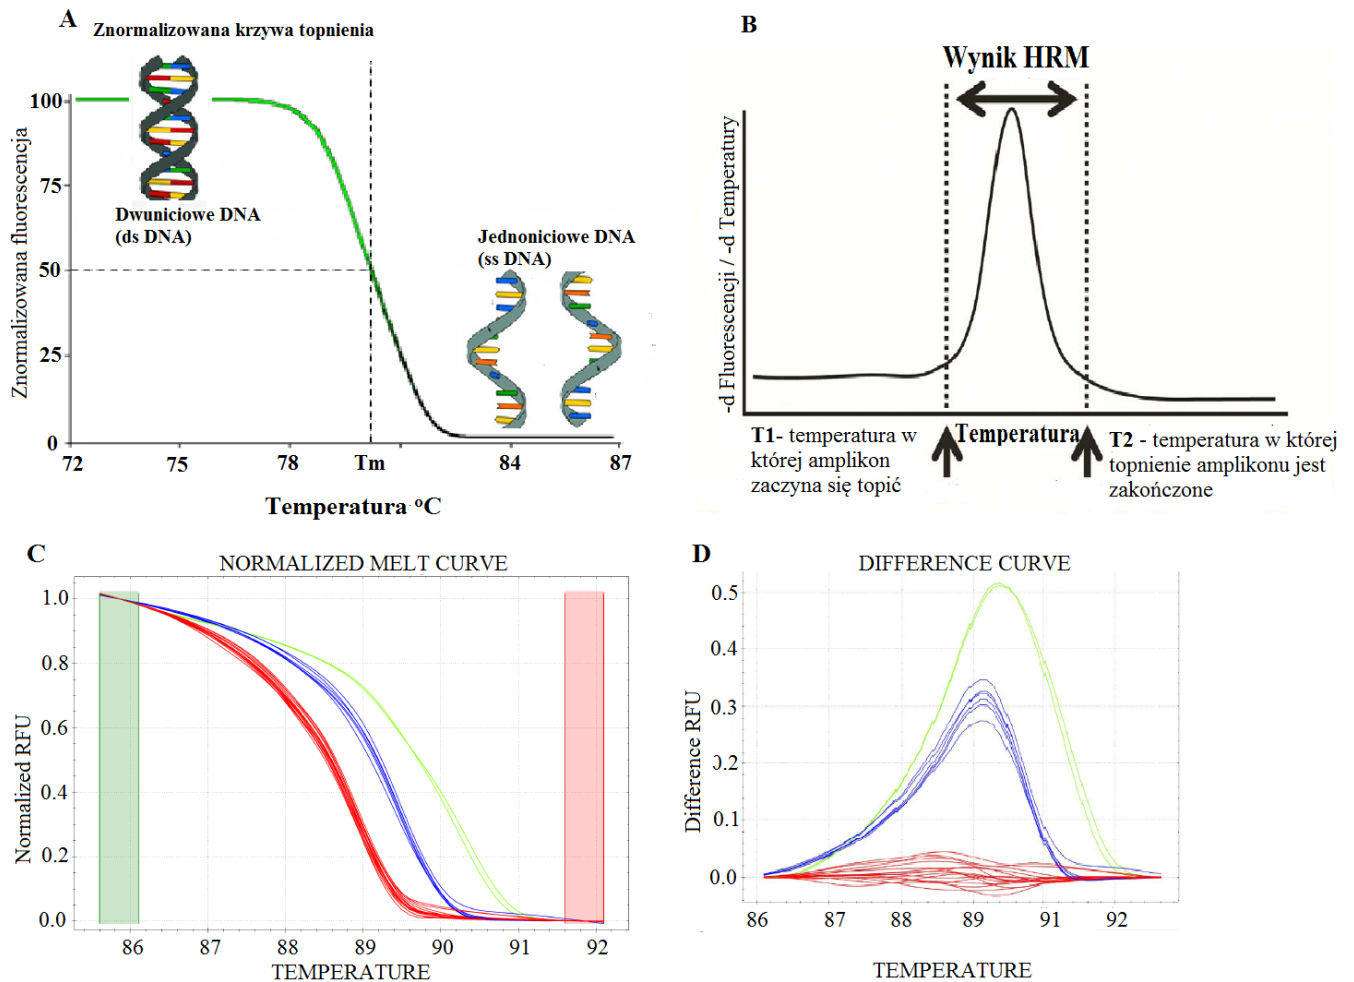 A
Znormalizowana krzywa topnienia
Znormalizowana fluorescencja
100
75
50
25
0
Dwuniciowe DNA
(ds DNA)
Jednoniciowe DNA
(ss DNA)
72
75
78
Tm
84
87
Temperatura ºC
B
Wynik HRM
-d Fluorescencji / -d Temperatury
Temperatura
T1- temperatura w
której amplikon
zaczyna się topić
T2 - temperatura w której
topnienie amplikonu jest
zakończone
C
NORMALIZED MELT CURVE
Normalized RFU
1.0
0.8
0.6
0.4
0.2
0.0
86
87
88
89
90
91
92
TEMPERATURE
D
DIFFERENCE CURVE
Difference RFU
0.5
0.4
0.3
0.2
0.1
0.0
86
87
88
89
91
92
TEMPERATURE